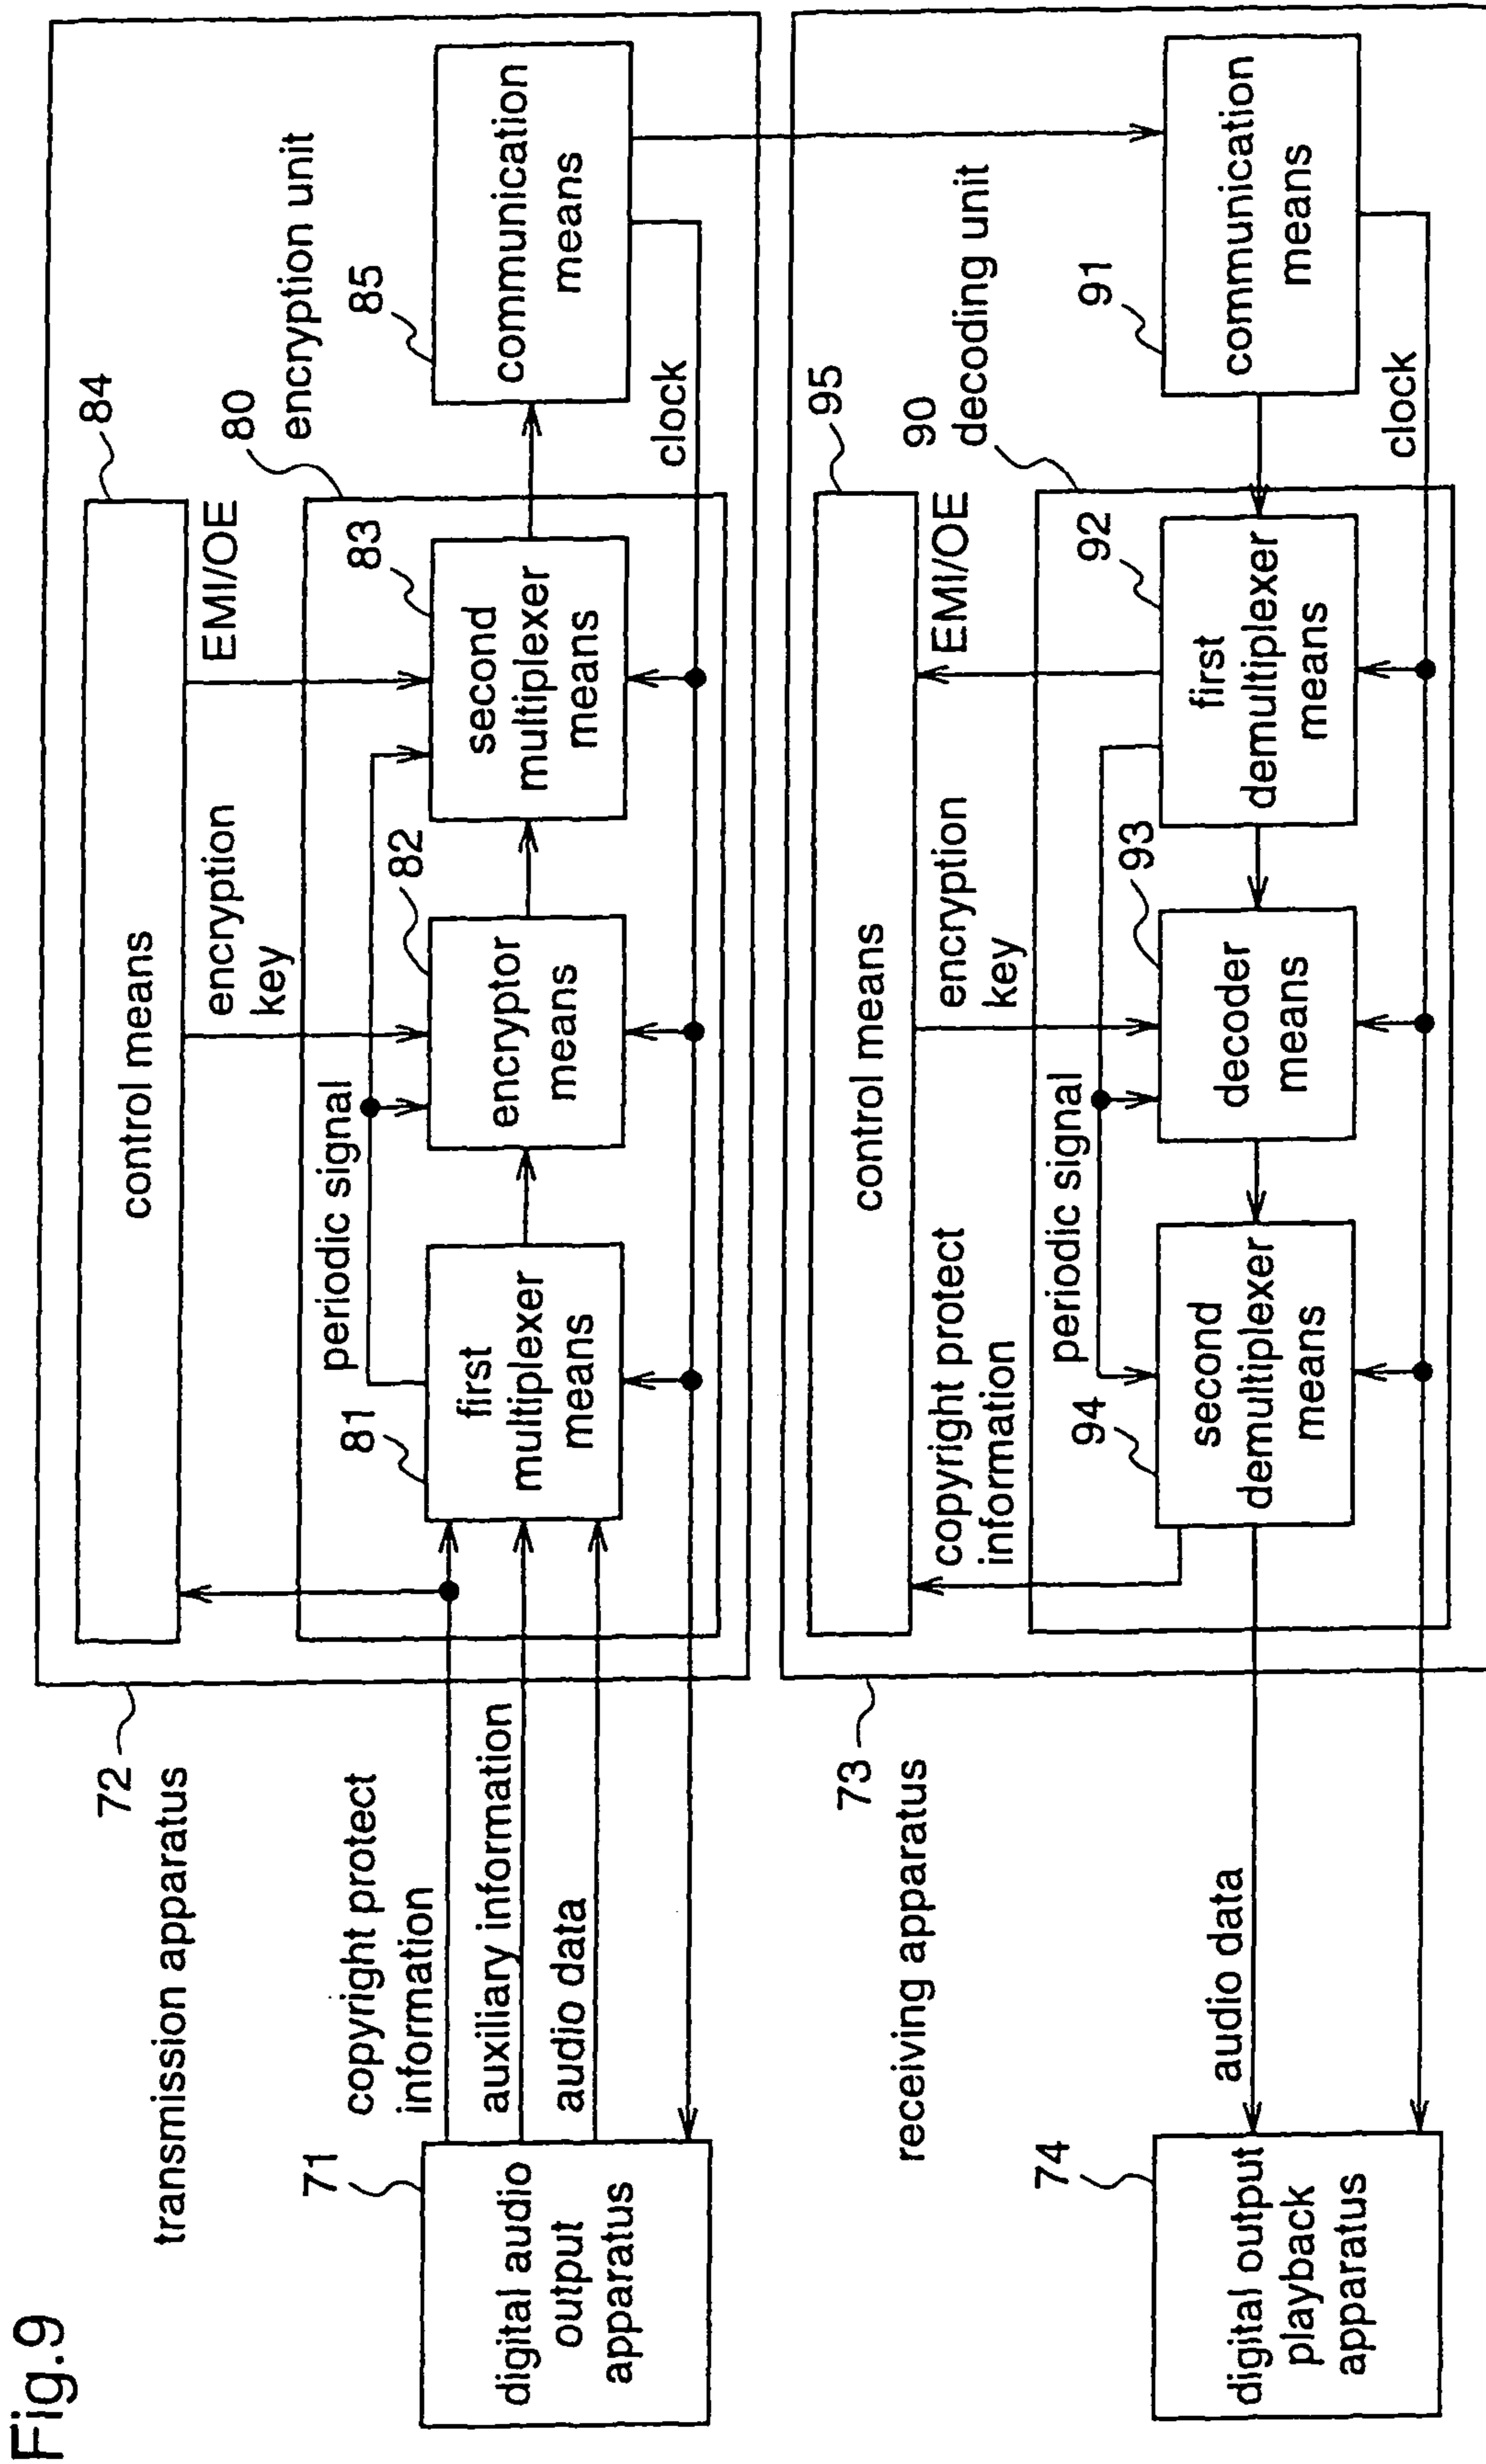 Fig.9
72
transmission apparatus
84
control means
EMI/OE
encryption
key
80
encryption unit
periodic signal
81
first
multiplexer
means
82
encryptor
means
83
second
multiplexer
means
85
communication
means
clock
copyright protect
information
auxiliary information
audio data
71
digital audio
output
apparatus
73
receiving apparatus
95
control means
EMI/OE
encryption
key
copyright protect
information
90
decoding unit
periodic signal
94
second
demultiplexer
means
93
decoder
means
92
first
demultiplexer
means
91
communication
means
clock
audio data
74
digital output
playback
apparatus